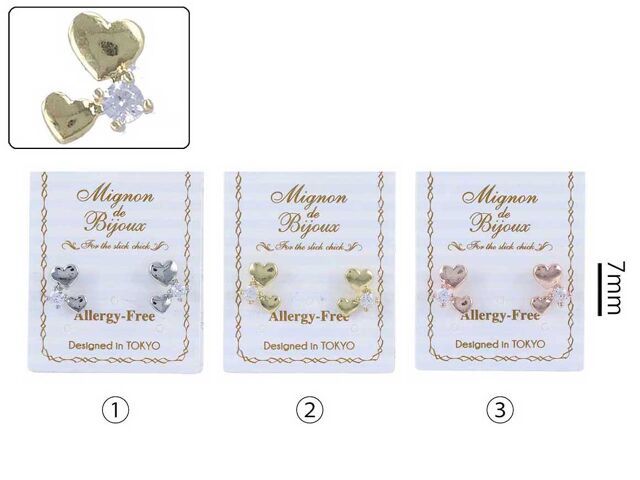 Mignon
de
Bijoux
For the slick chick
Allergy-Free
Designed in TOKYO
①
Mignon
de
Bijoux
For the slick chick
Allergy-Free
Designed in TOKYO
②
Mignon
de
Bijoux
For the slick chick
Allergy-Free
Designed in TOKYO
③
7mm